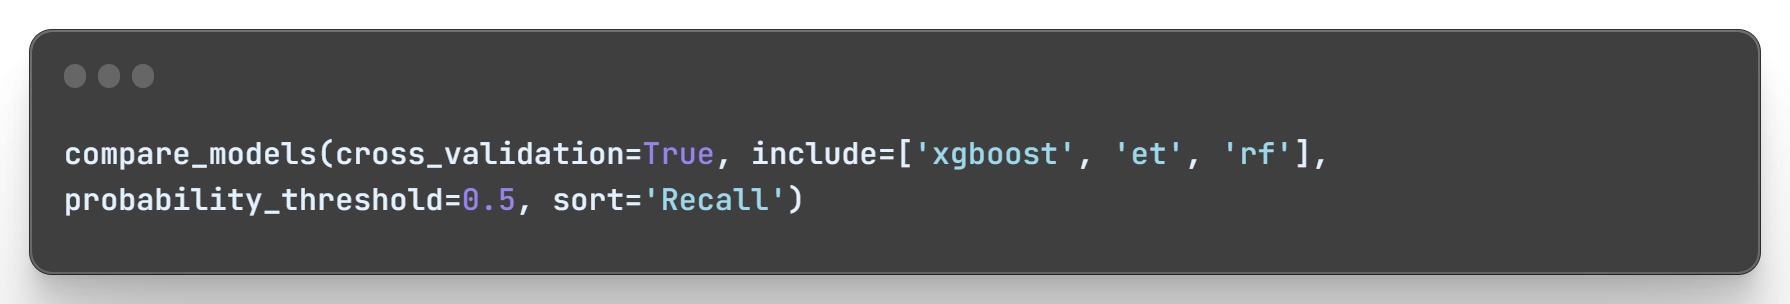 compare_models(cross_validation=True, include=['xgboost', 'et', 'rf'],
probability_threshold=0.5, sort='Recall')